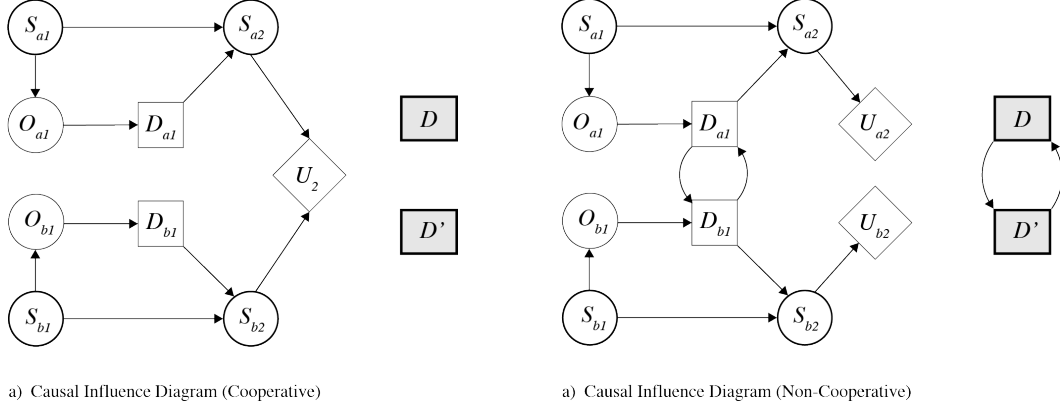 S_a1 S_a2 S_a1 S_a2
O_a1 D_a1 D O_a1 D_a1 U_a2 D
U_2
O_b1 D_b1 D' O_b1 D_b1 U_b2 D'
S_b1 S_b2 S_b1 S_b2
a) Causal Influence Diagram (Cooperative)
a) Causal Influence Diagram (Non-Cooperative)